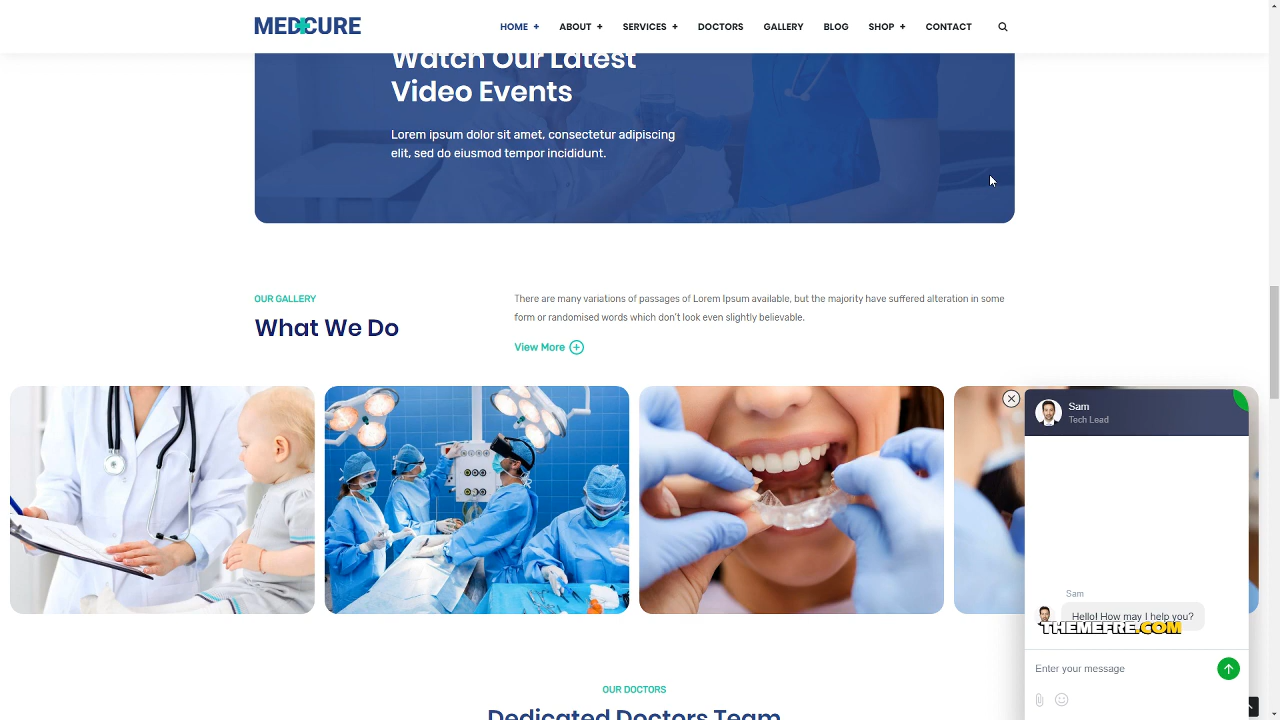 MEDCURE
HOME + ABOUT + SERVICES + DOCTORS GALLERY BLOG SHOP + CONTACT
Watch Our Latest
Video Events
Lorem ipsum dolor sit amet, consectetur adipiscing
elit, sed do eiusmod tempor incididunt.
OUR GALLERY
What We Do
There are many variations of passages of Lorem Ipsum available, but the majority have suffered alteration in some
form or randomised words which don't look even slightly believable.
View More
Sam
Tech Lead
Sam
Hello! How may I help you?
THEMEFRE.COM
Enter your message
OUR DOCTORS
Dedicated Doctors Team